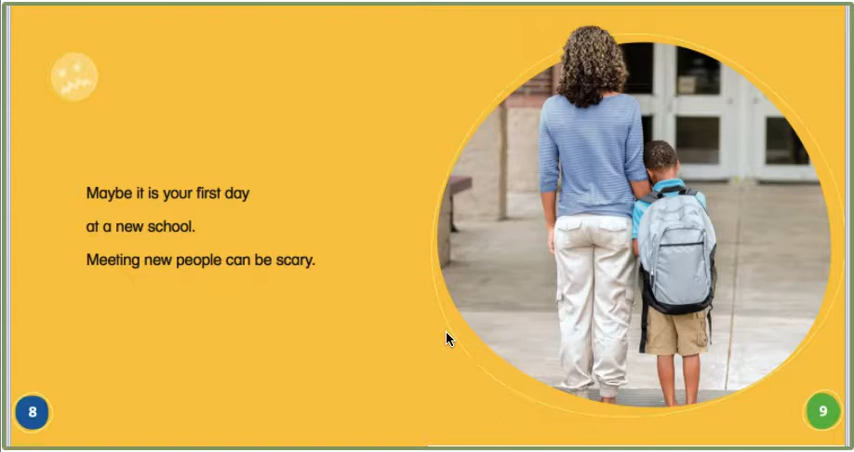 Maybe it is your first day
at a new school.
Meeting new people can be scary.
8
9